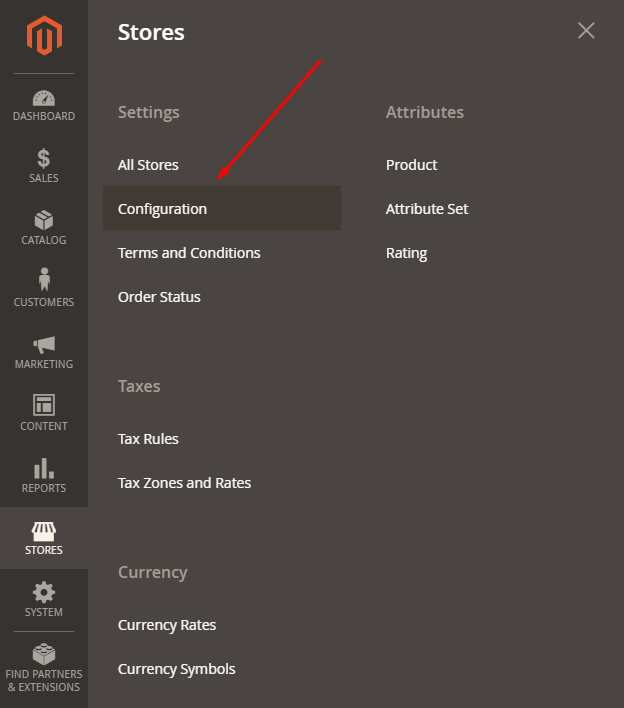 DASHBOARD
SALES
CATALOG
CUSTOMERS
MARKETING
CONTENT
REPORTS
STORES
SYSTEM
FIND PARTNERS
& EXTENSIONS
Stores
Settings
All Stores
Configuration
Terms and Conditions
Order Status
Taxes
Tax Rules
Tax Zones and Rates
Currency
Currency Rates
Currency Symbols
Attributes
Product
Attribute Set
Rating